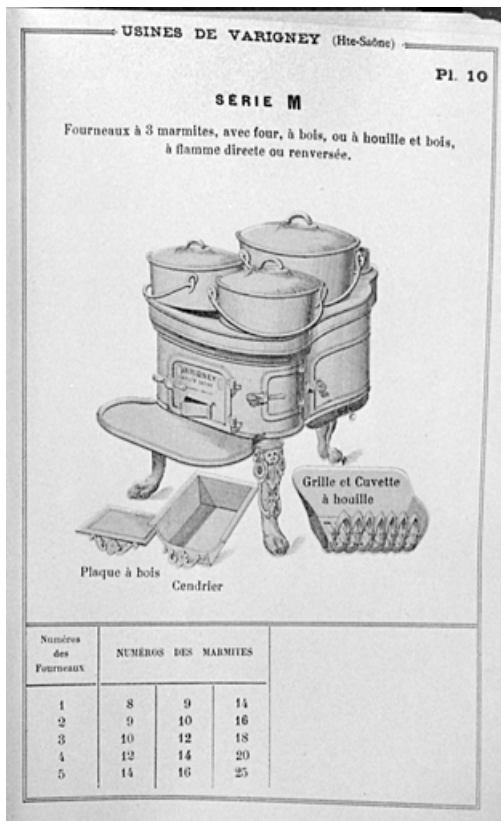 USINES DE VARIGNEY (Hte-Saône)
Pl. 10
SÉRIE M
Fourneaux à 3 marmites, avec four, à bois, ou à houille et bois,
à flamme directe ou renversée.
VARIGNEY
Grille et Cuvette
à houille
Plaque à bois
Cendrier
Numéros
des
Fourneaux
NUMÉROS DES MARMITES
1 8 9 14
2 9 10 16
3 10 12 18
4 12 14 20
5 14 16 25